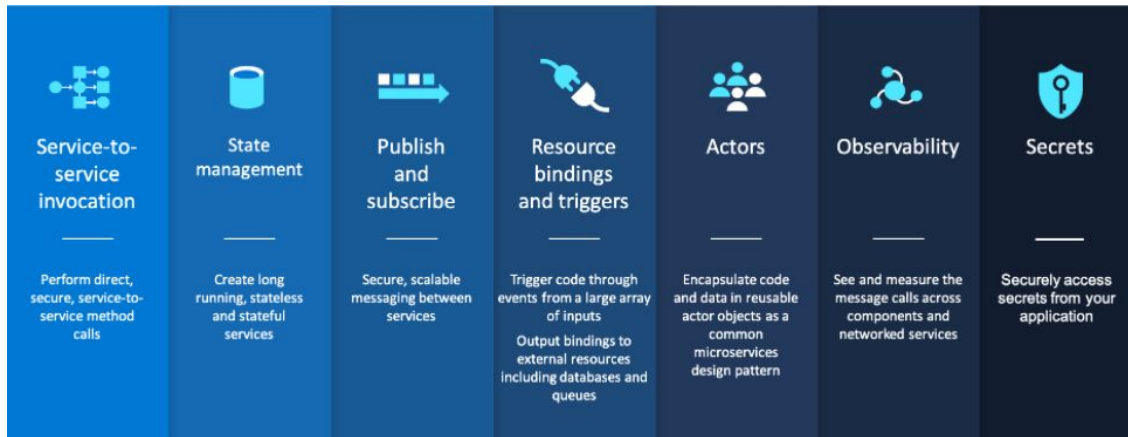 Service-to-
service
invocation
Perform direct,
secure, service-to-
service method
calls
State
management
Create long
running, stateless
and stateful
services
Publish
and
subscribe
Secure, scalable
messaging between
services
Resource
bindings
and triggers
Trigger code through
events from a large array
of inputs
Output bindings to
external resources
including databases and
queues
Actors
Encapsulate code
and data in reusable
actor objects as a
common
microservices
design pattern
Observability
See and measure the
message calls across
components and
networked services
Secrets
Securely access
secrets from your
application